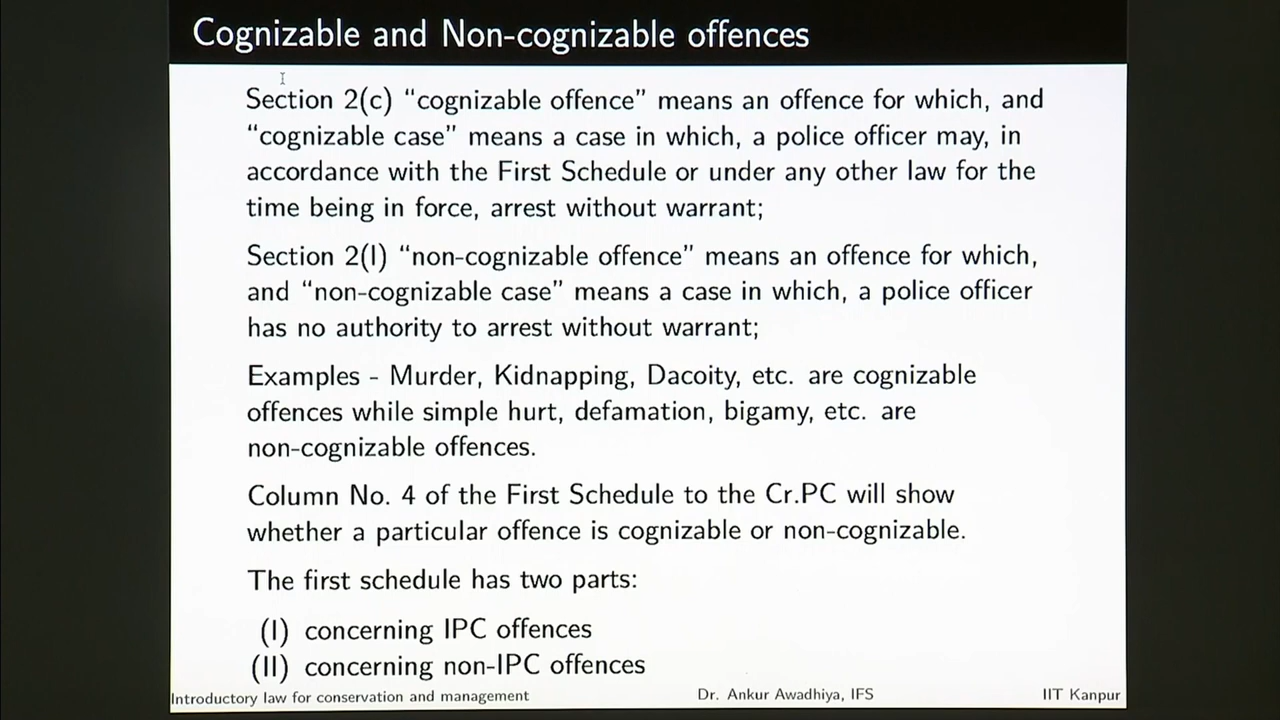 Cognizable and Non-cognizable offences
Section 2(c) “cognizable offence” means an offence for which, and
“cognizable case” means a case in which, a police officer may, in
accordance with the First Schedule or under any other law for the
time being in force, arrest without warrant;
Section 2(l) “non-cognizable offence” means an offence for which,
and “non-cognizable case” means a case in which, a police officer
has no authority to arrest without warrant;
Examples - Murder, Kidnapping, Dacoity, etc. are cognizable
offences while simple hurt, defamation, bigamy, etc. are
non-cognizable offences.
Column No. 4 of the First Schedule to the Cr.PC will show
whether a particular offence is cognizable or non-cognizable.
The first schedule has two parts:
(I) concerning IPC offences
(II) concerning non-IPC offences
Introductory law for conservation and management Dr. Ankur Awadhiya, IFS IIT Kanpur